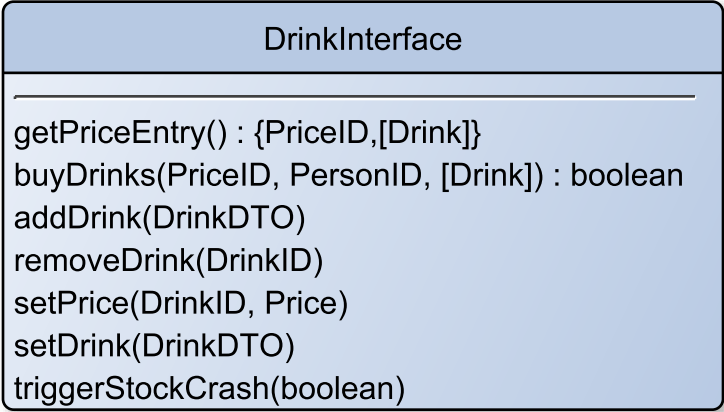 DrinkInterface
getPriceEntry() : {PriceID,[Drink]}
buyDrinks(PriceID, PersonID, [Drink]) : boolean
addDrink(DrinkDTO)
removeDrink(DrinkID)
setPrice(DrinkID, Price)
setDrink(DrinkDTO)
triggerStockCrash(boolean)